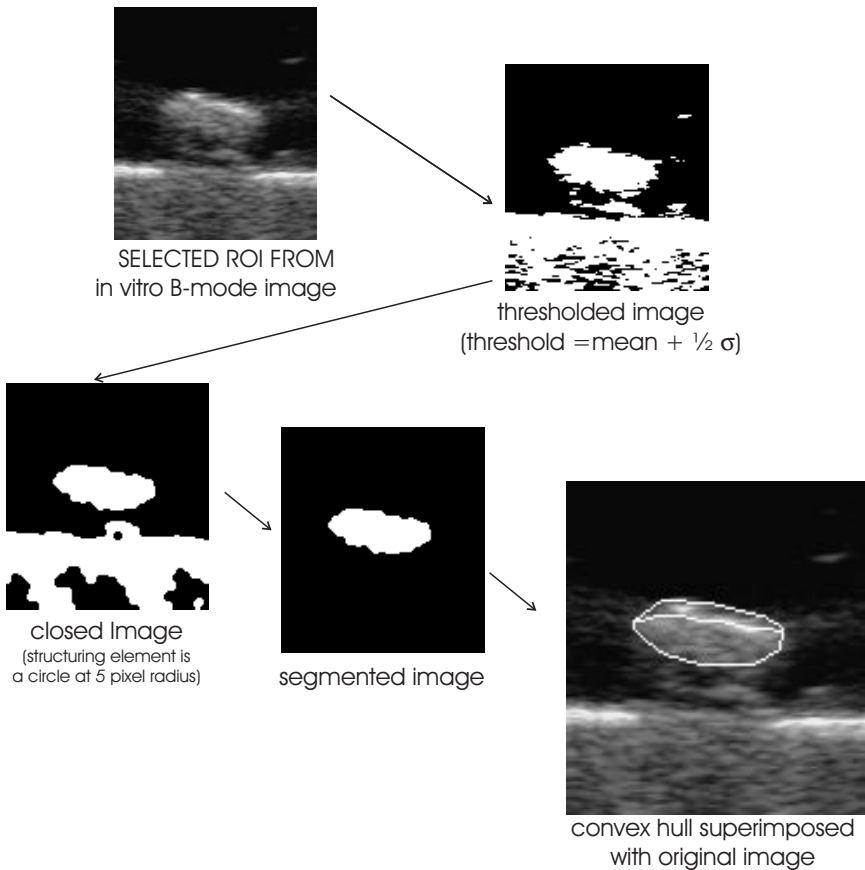 SELECTED ROI FROM
in vitro B-mode image
thresholded image
(threshold =mean + ½ σ)
closed Image
(structuring element is
a circle at 5 pixel radius)
segmented image
convex hull superimposed
with original image